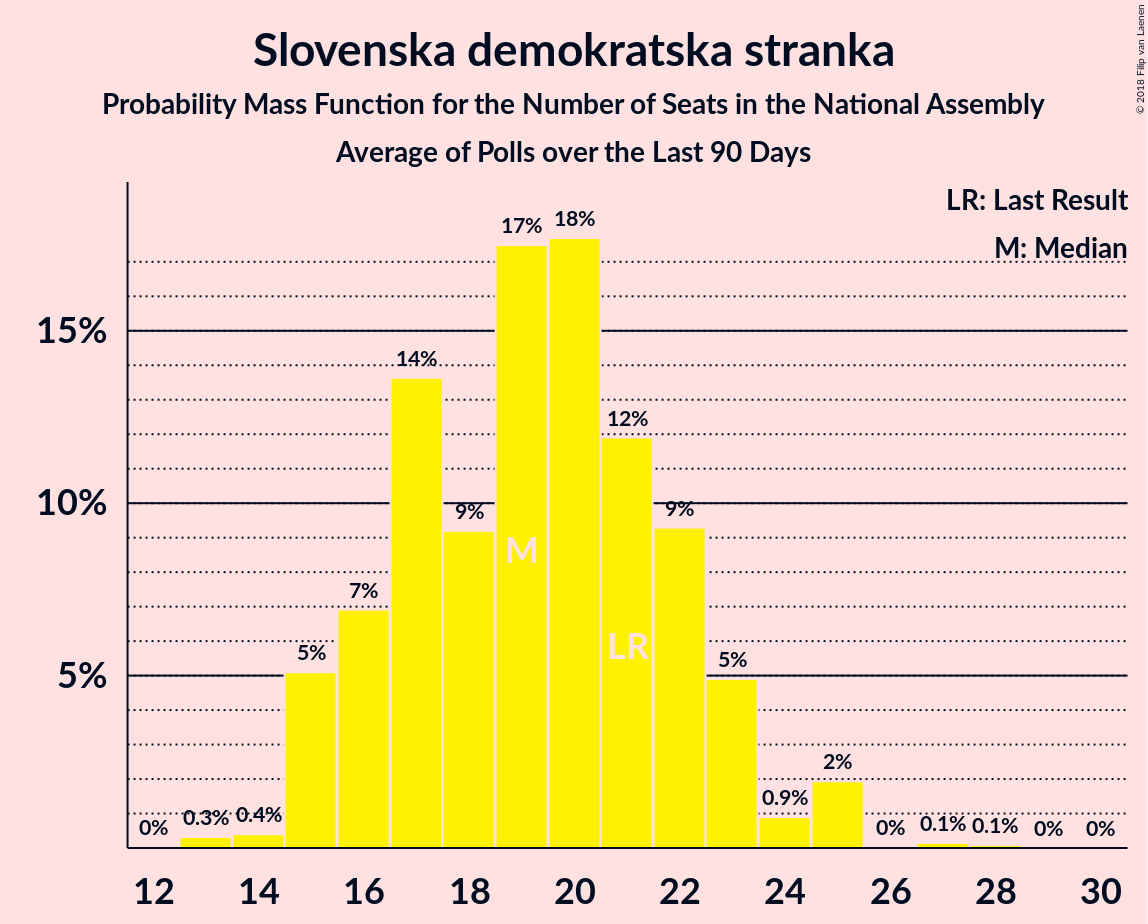 Slovenska demokratska stranka
Probability Mass Function for the Number of Seats in the National Assembly
Average of Polls over the Last 90 Days
© 2018 Filip van Laenen
LR: Last Result
M: Median
15%
10%
5%
0%
0.3%
0.4%
5%
7%
14%
9%
17%
18%
12%
9%
5%
0.9%
2%
0%
0.1%
0.1%
0%
0%
M
LR
12 14 16 18 20 22 24 26 28 30